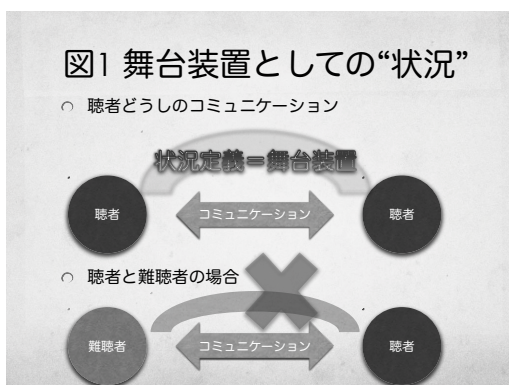 図1 舞台装置としての“状況”
聴者どうしのコミュニケーション
状況定義＝舞台装置
聴者
コミュニケーション
聴者
聴者と難聴者の場合
難聴者
コミュニケーション
聴者